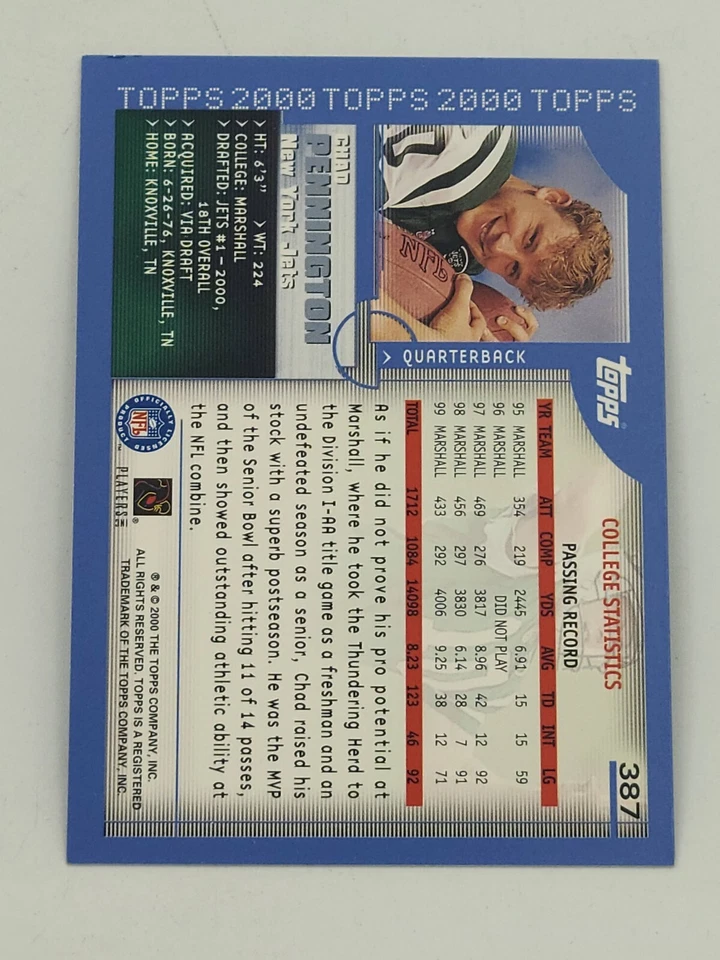 TOPPS 2000 TOPPS 2000 TOPPS
387
topps
COLLEGE STATISTICS
PASSING RECORD
YR TEAM ATT COMP YDS AVG TD INT LG
95 MARSHALL 354 219 2445 6.91 15 15 59
96 MARSHALL DID NOT PLAY
97 MARSHALL 469 276 3817 8.96 42 12 92
98 MARSHALL 456 297 3830 6.14 28 7 91
99 MARSHALL 433 292 4006 9.25 38 12 71
TOTAL 1712 1084 14098 8.23 123 46 92
> QUARTERBACK
CHAD
PENNINGTON
New York Jets
> HT: 6'3" > WT: 224
> COLLEGE: MARSHALL
> DRAFTED: JETS #1 – 2000,
18TH OVERALL
> ACQUIRED: VIA DRAFT
> BORN: 6-26-76, KNOXVILLE, TN
> HOME: KNOXVILLE, TN
As if he did not prove his pro potential at
Marshall, where he took the Thundering Herd to
the Division I-AA title game as a freshman and an
undefeated season as a senior, Chad raised his
stock with a superb postseason. He was the MVP
of the Senior Bowl after hitting 11 of 14 passes,
and then showed outstanding athletic ability at
the NFL combine.
OFFICIALLY LICENSED PRODUCT
NFL
PLAYERS INC
® & © 2000 THE TOPPS COMPANY, INC.
ALL RIGHTS RESERVED. TOPPS IS A REGISTERED
TRADEMARK OF THE TOPPS COMPANY, INC.